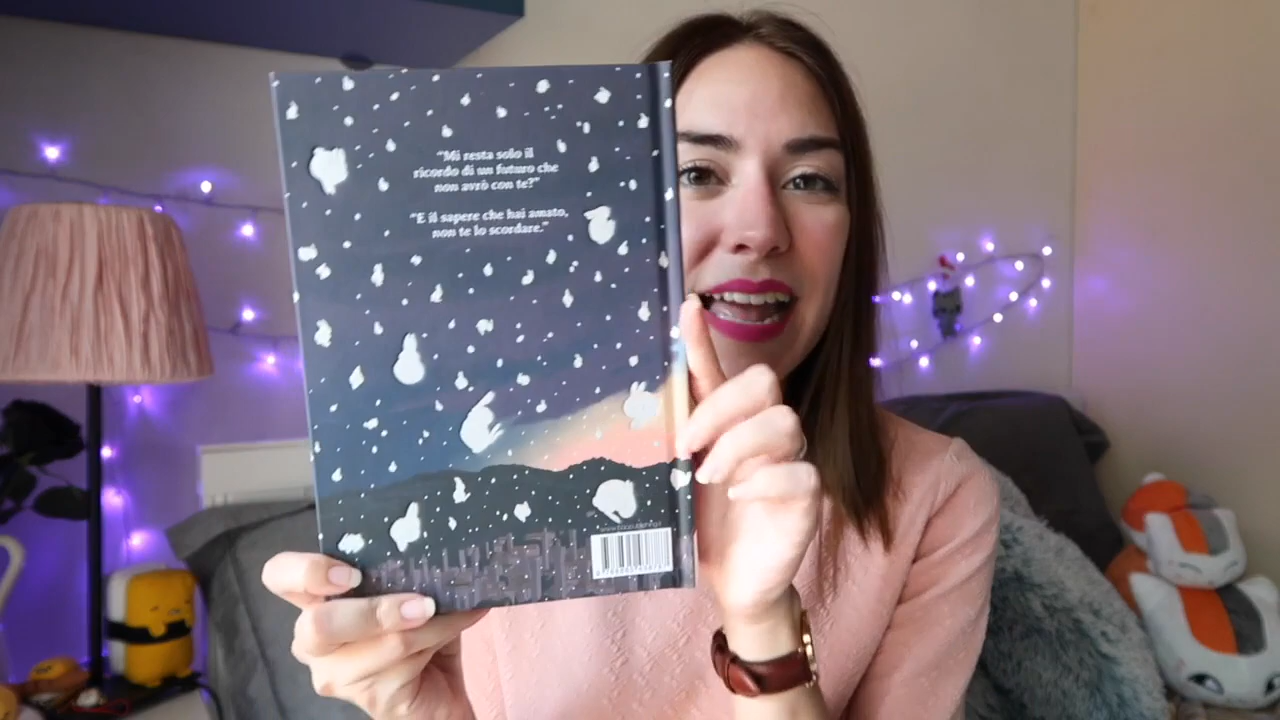 “Mi resta solo il
ricordo di un futuro che
non avrò con te?”
“E il sapere che hai amato,
non te lo scordare.”